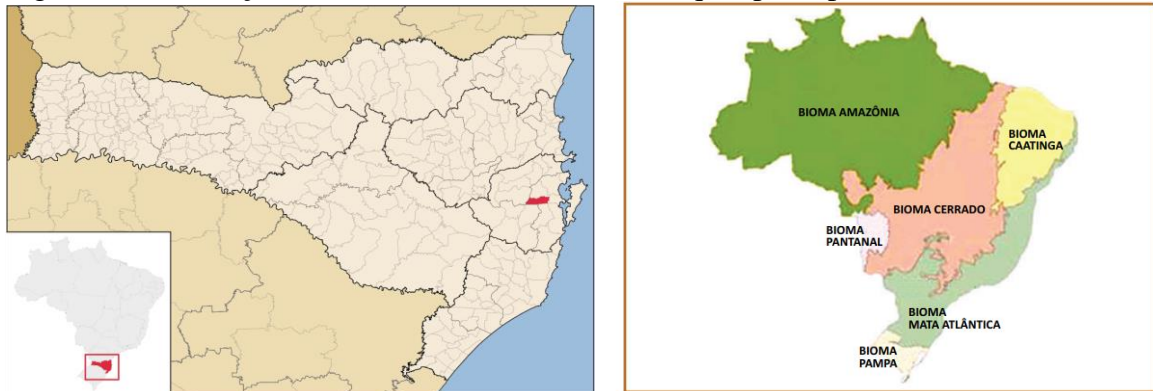 BIOMA AMAZÔNIA
BIOMA
CAATINGA
BIOMA CERRADO
BIOMA
PANTANAL
BIOMA
MATA ATLÂNTICA
BIOMA
PAMPA